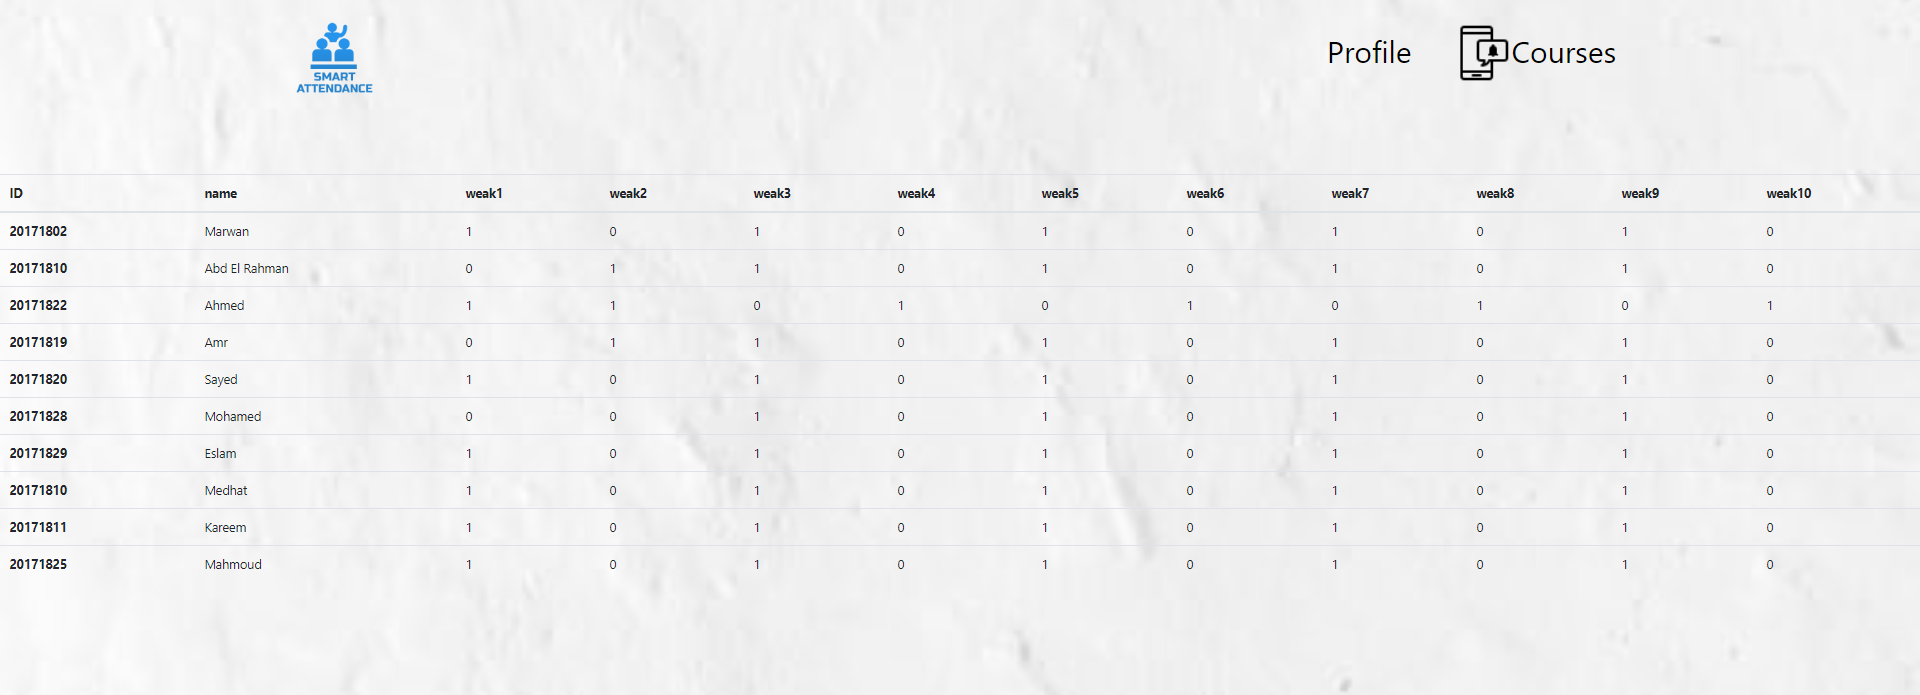 SMART
ATTENDANCE
Profile Courses
ID name weak1 weak2 weak3 weak4 weak5 weak6 weak7 weak8 weak9 weak10
20171802 Marwan 1 0 1 0 1 0 1 0 1 0
20171810 Abd El Rahman 0 1 1 0 1 0 1 0 1 0
20171822 Ahmed 1 1 0 1 0 1 0 1 0 1
20171819 Amr 0 1 1 0 1 0 1 0 1 0
20171820 Sayed 1 0 1 0 1 0 1 0 1 0
20171828 Mohamed 0 0 1 0 1 0 1 0 1 0
20171829 Eslam 1 0 1 0 1 0 1 0 1 0
20171810 Medhat 1 0 1 0 1 0 1 0 1 0
20171811 Kareem 1 0 1 0 1 0 1 0 1 0
20171825 Mahmoud 1 0 1 0 1 0 1 0 1 0